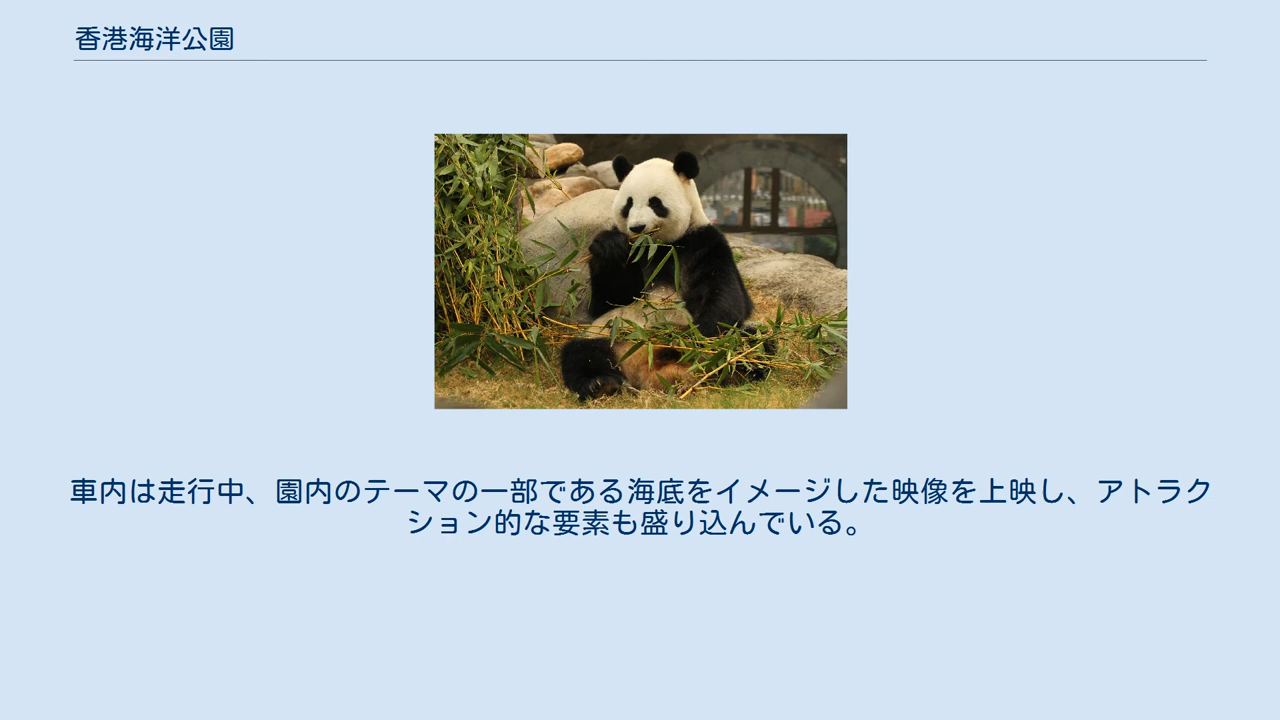 香港海洋公園
車内は走行中、園内のテーマの一部である海底をイメージした映像を上映し、アトラク
ション的な要素も盛り込んでいる。